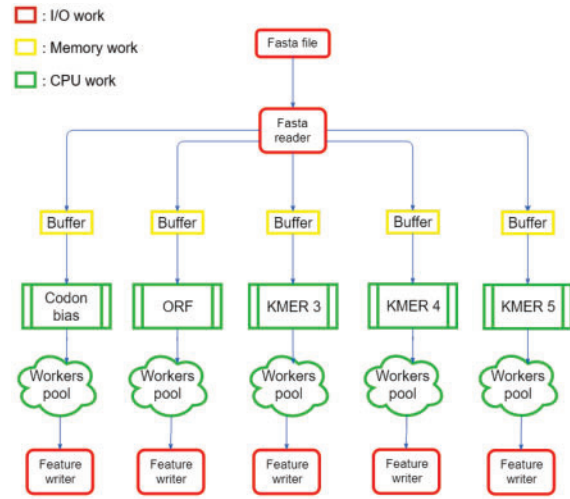 : I/O work
: Memory work
: CPU work
Fasta file
Fasta
reader
Buffer
Buffer
Buffer
Buffer
Buffer
Codon
bias
ORF
KMER 3
KMER 4
KMER 5
Workers
pool
Workers
pool
Workers
pool
Workers
pool
Workers
pool
Feature
writer
Feature
writer
Feature
writer
Feature
writer
Feature
writer